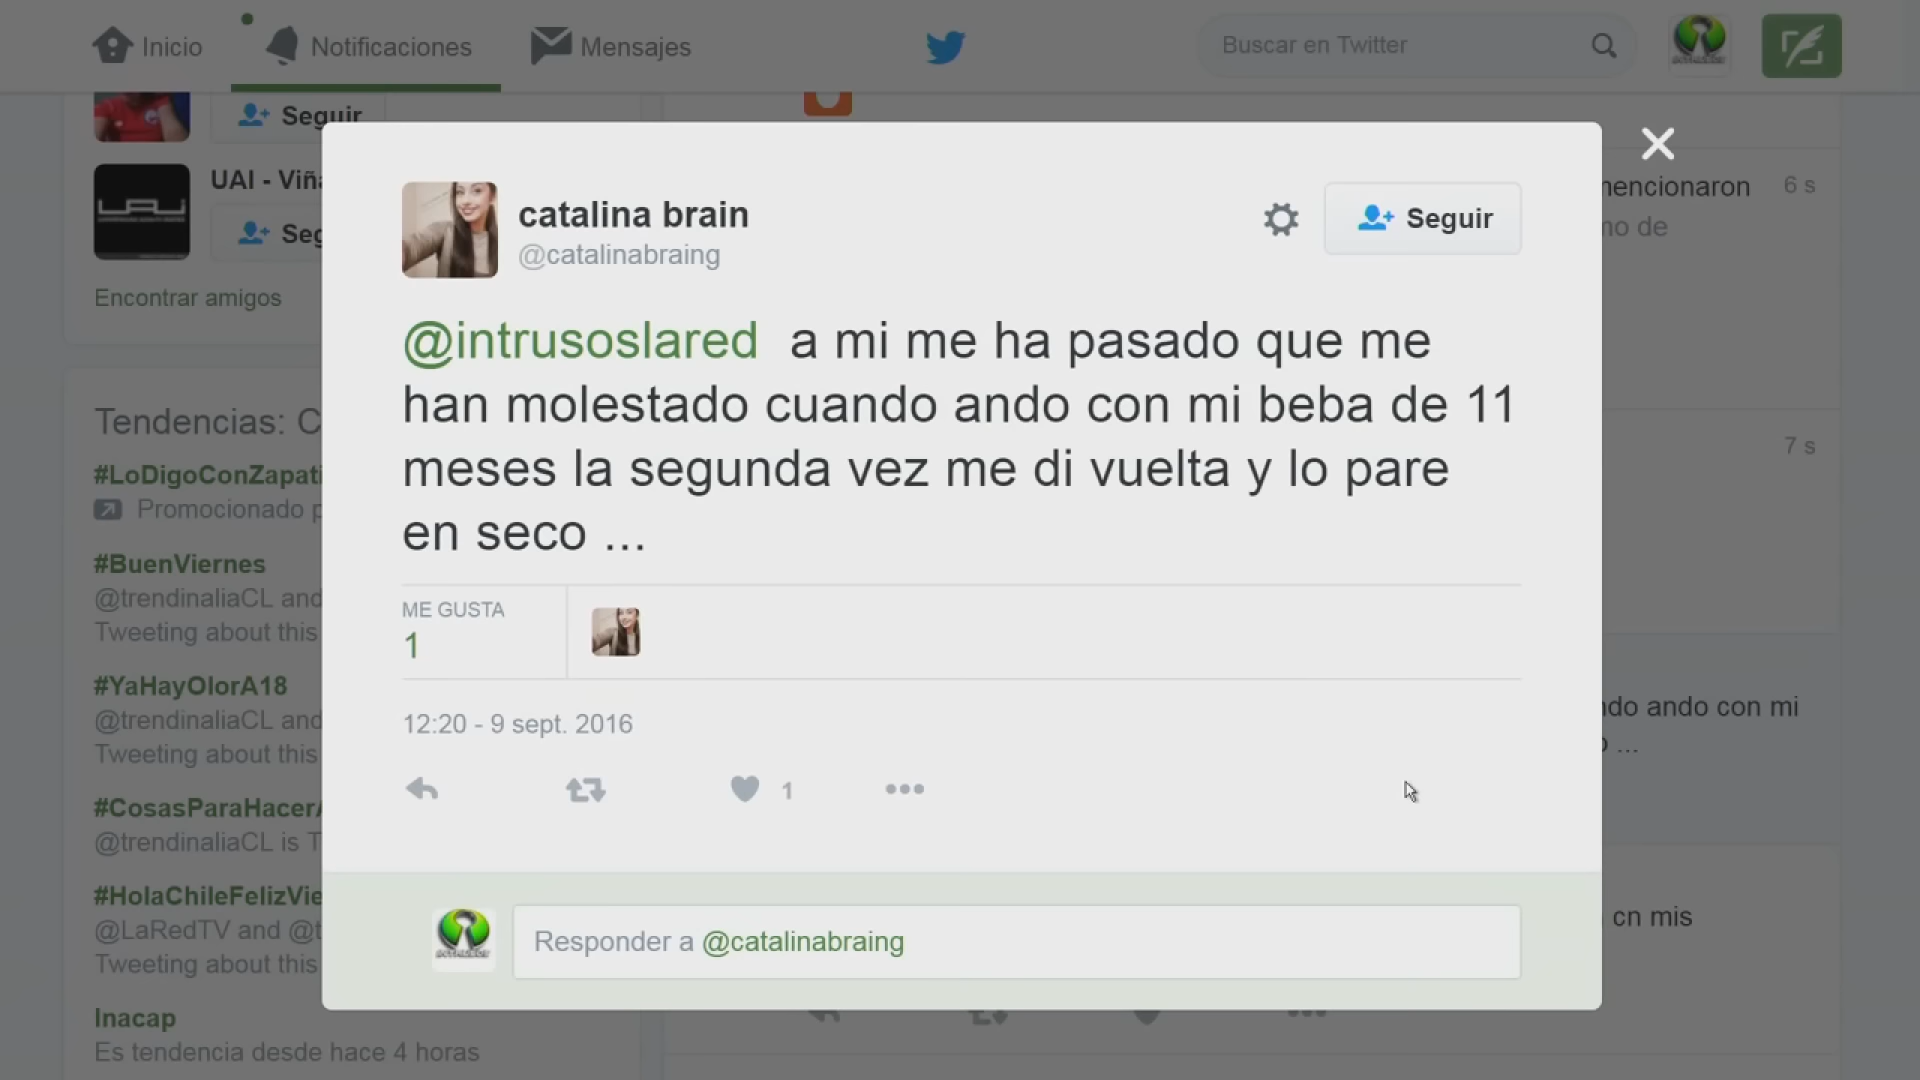 Inicio
Notificaciones
Mensajes
Buscar en Twitter
Seguir
UAI - Viña
Seg
Encontrar amigos
Tendencias: C
#LoDigoConZapati
Promocionado p
#BuenViernes
@trendinaliaCL and
Tweeting about this
#YaHayOlorA18
@trendinaliaCL and
Tweeting about this
#CosasParaHacerA
@trendinaliaCL is T
#HolaChileFelizVie
@LaRedTV and @t
Tweeting about this
Inacap
Es tendencia desde hace 4 horas
catalina brain
@catalinabraing
Seguir
@intrusoslared a mi me ha pasado que me
han molestado cuando ando con mi beba de 11
meses la segunda vez me di vuelta y lo pare
en seco ...
ME GUSTA
1
12:20 - 9 sept. 2016
1
Responder a @catalinabraing
mencionaron
6 s
mo de
7 s
ndo ando con mi
o ...
cn mis